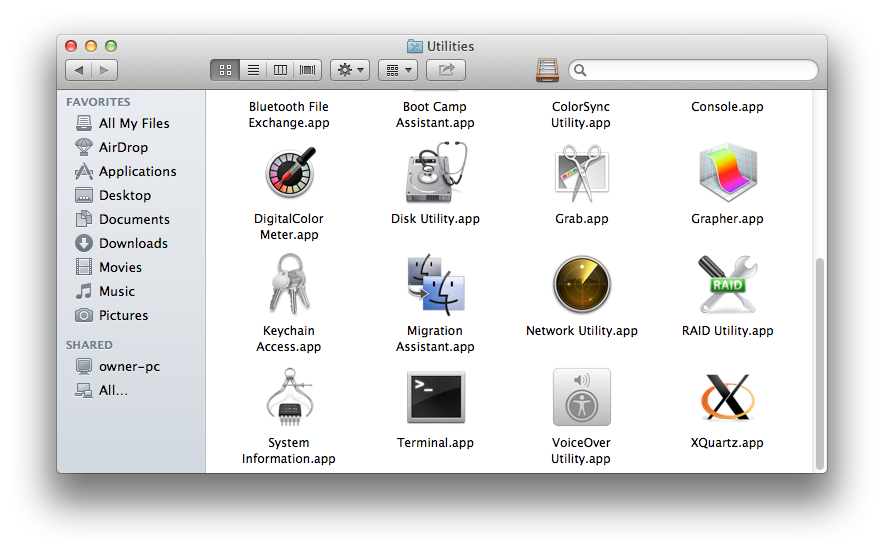 Utilities
FAVORITES
All My Files
AirDrop
Applications
Desktop
Documents
Downloads
Movies
Music
Pictures
SHARED
owner-pc
All...
Bluetooth File
Exchange.app
Boot Camp
Assistant.app
ColorSync
Utility.app
Console.app
DigitalColor
Meter.app
Disk Utility.app
Grab.app
Grapher.app
Keychain
Access.app
Migration
Assistant.app
Network Utility.app
RAID
RAID Utility.app
System
Information.app
>_
Terminal.app
VoiceOver
Utility.app
XQuartz.app